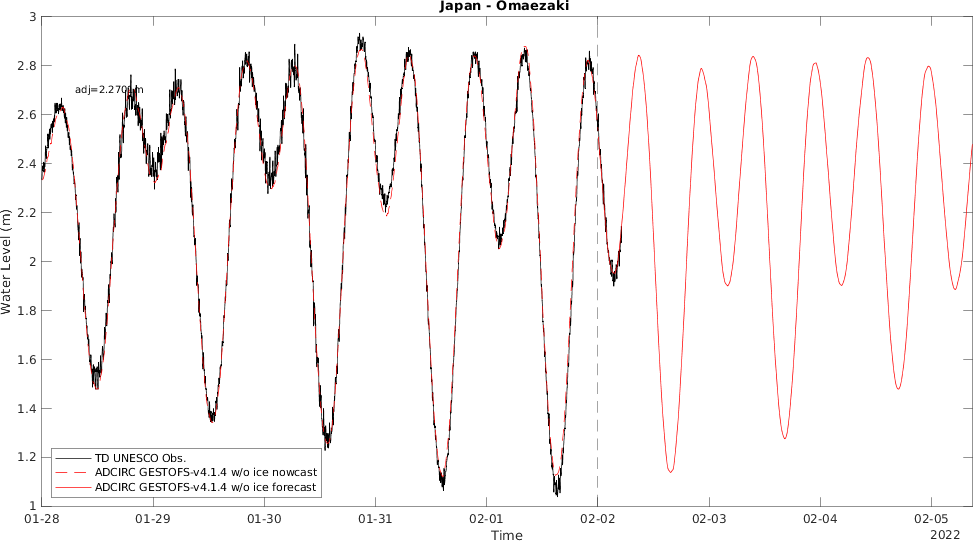 Japan - Omaezaki
3
2.8
2.6
2.4
2.2
2
1.8
1.6
1.4
1.2
1
Water Level (m)
adj=2.2701m
TD UNESCO Obs.
ADCIRC GESTOFS-v4.1.4 w/o ice nowcast
ADCIRC GESTOFS-v4.1.4 w/o ice forecast
01-28 01-29 01-30 01-31 02-01 02-02 02-03 02-04 02-05
Time
2022